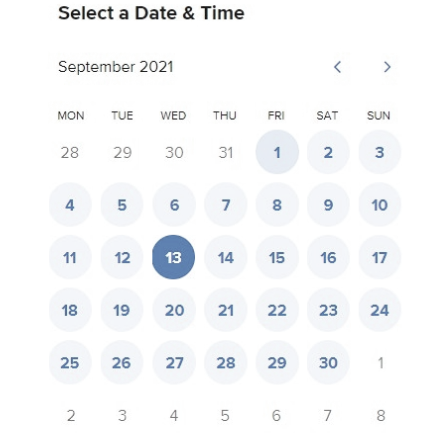 Select a Date & Time
September 2021
MON TUE WED THU FRI SAT SUN
28 29 30 31 1 2 3
4 5 6 7 8 9 10
11 12 13 14 15 16 17
18 19 20 21 22 23 24
25 26 27 28 29 30 1
2 3 4 5 6 7 8